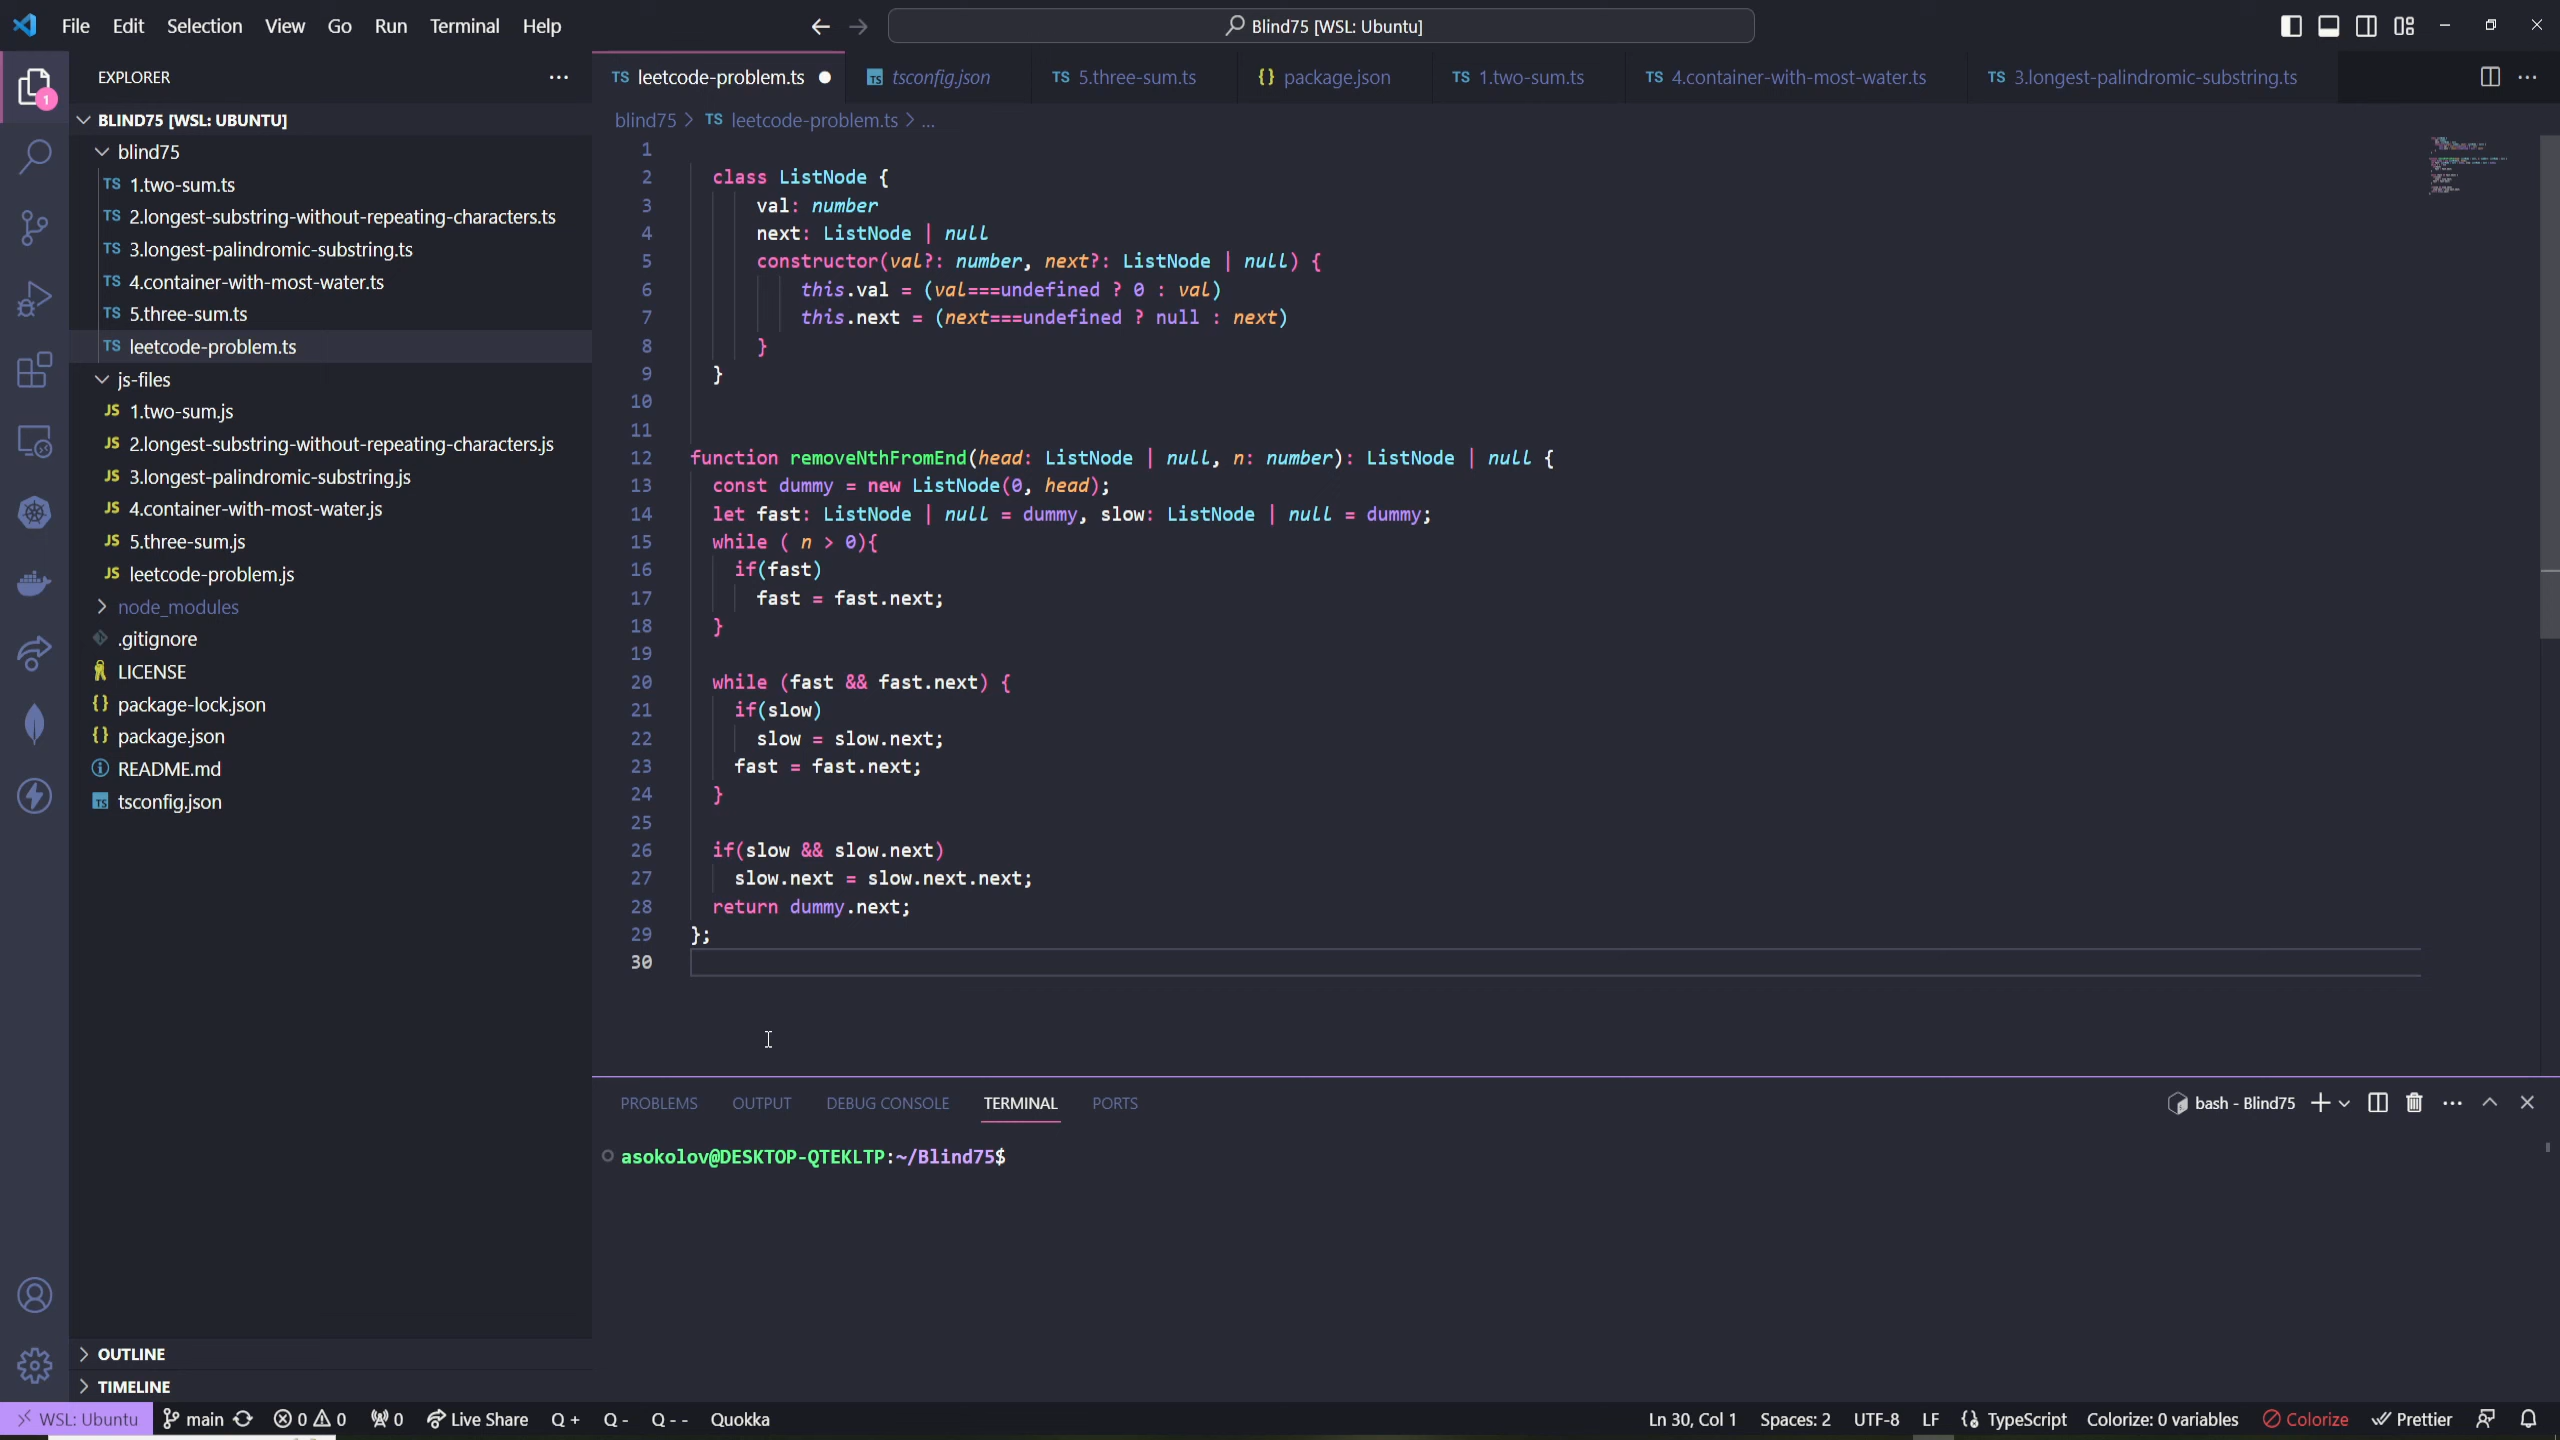 File Edit Selection View Go Run Terminal Help
Blind75 [WSL: Ubuntu]
EXPLORER
1
BLIND75 [WSL: UBUNTU]
blind75
TS 1.two-sum.ts
TS 2.longest-substring-without-repeating-characters.ts
TS 3.longest-palindromic-substring.ts
TS 4.container-with-most-water.ts
TS 5.three-sum.ts
TS leetcode-problem.ts
js-files
JS 1.two-sum.js
JS 2.longest-substring-without-repeating-characters.js
JS 3.longest-palindromic-substring.js
JS 4.container-with-most-water.js
JS 5.three-sum.js
JS leetcode-problem.js
node_modules
.gitignore
LICENSE
{} package-lock.json
{} package.json
README.md
TS tsconfig.json
OUTLINE
TIMELINE
TS leetcode-problem.ts TS tsconfig.json TS 5.three-sum.ts {} package.json TS 1.two-sum.ts TS 4.container-with-most-water.ts TS 3.longest-palindromic-substring.ts
blind75 > TS leetcode-problem.ts > ...
1
2 class ListNode {
3 val: number
4 next: ListNode | null
5 constructor(val?: number, next?: ListNode | null) {
6 this.val = (val===undefined ? 0 : val)
7 this.next = (next===undefined ? null : next)
8 }
9 }
10
11
12 function removeNthFromEnd(head: ListNode | null, n: number): ListNode | null {
13 const dummy = new ListNode(0, head);
14 let fast: ListNode | null = dummy, slow: ListNode | null = dummy;
15 while ( n > 0){
16 if(fast)
17 fast = fast.next;
18 }
19
20 while (fast && fast.next) {
21 if(slow)
22 slow = slow.next;
23 fast = fast.next;
24 }
25
26 if(slow && slow.next)
27 slow.next = slow.next.next;
28 return dummy.next;
29 };
30
PROBLEMS OUTPUT DEBUG CONSOLE TERMINAL PORTS
bash - Blind75
asokolov@DESKTOP-QTEKLTP:~/Blind75$
WSL: Ubuntu main 0 0 0 Live Share Q + Q - Q - - Quokka
Ln 30, Col 1 Spaces: 2 UTF-8 LF TypeScript Colorize: 0 variables Colorize Prettier